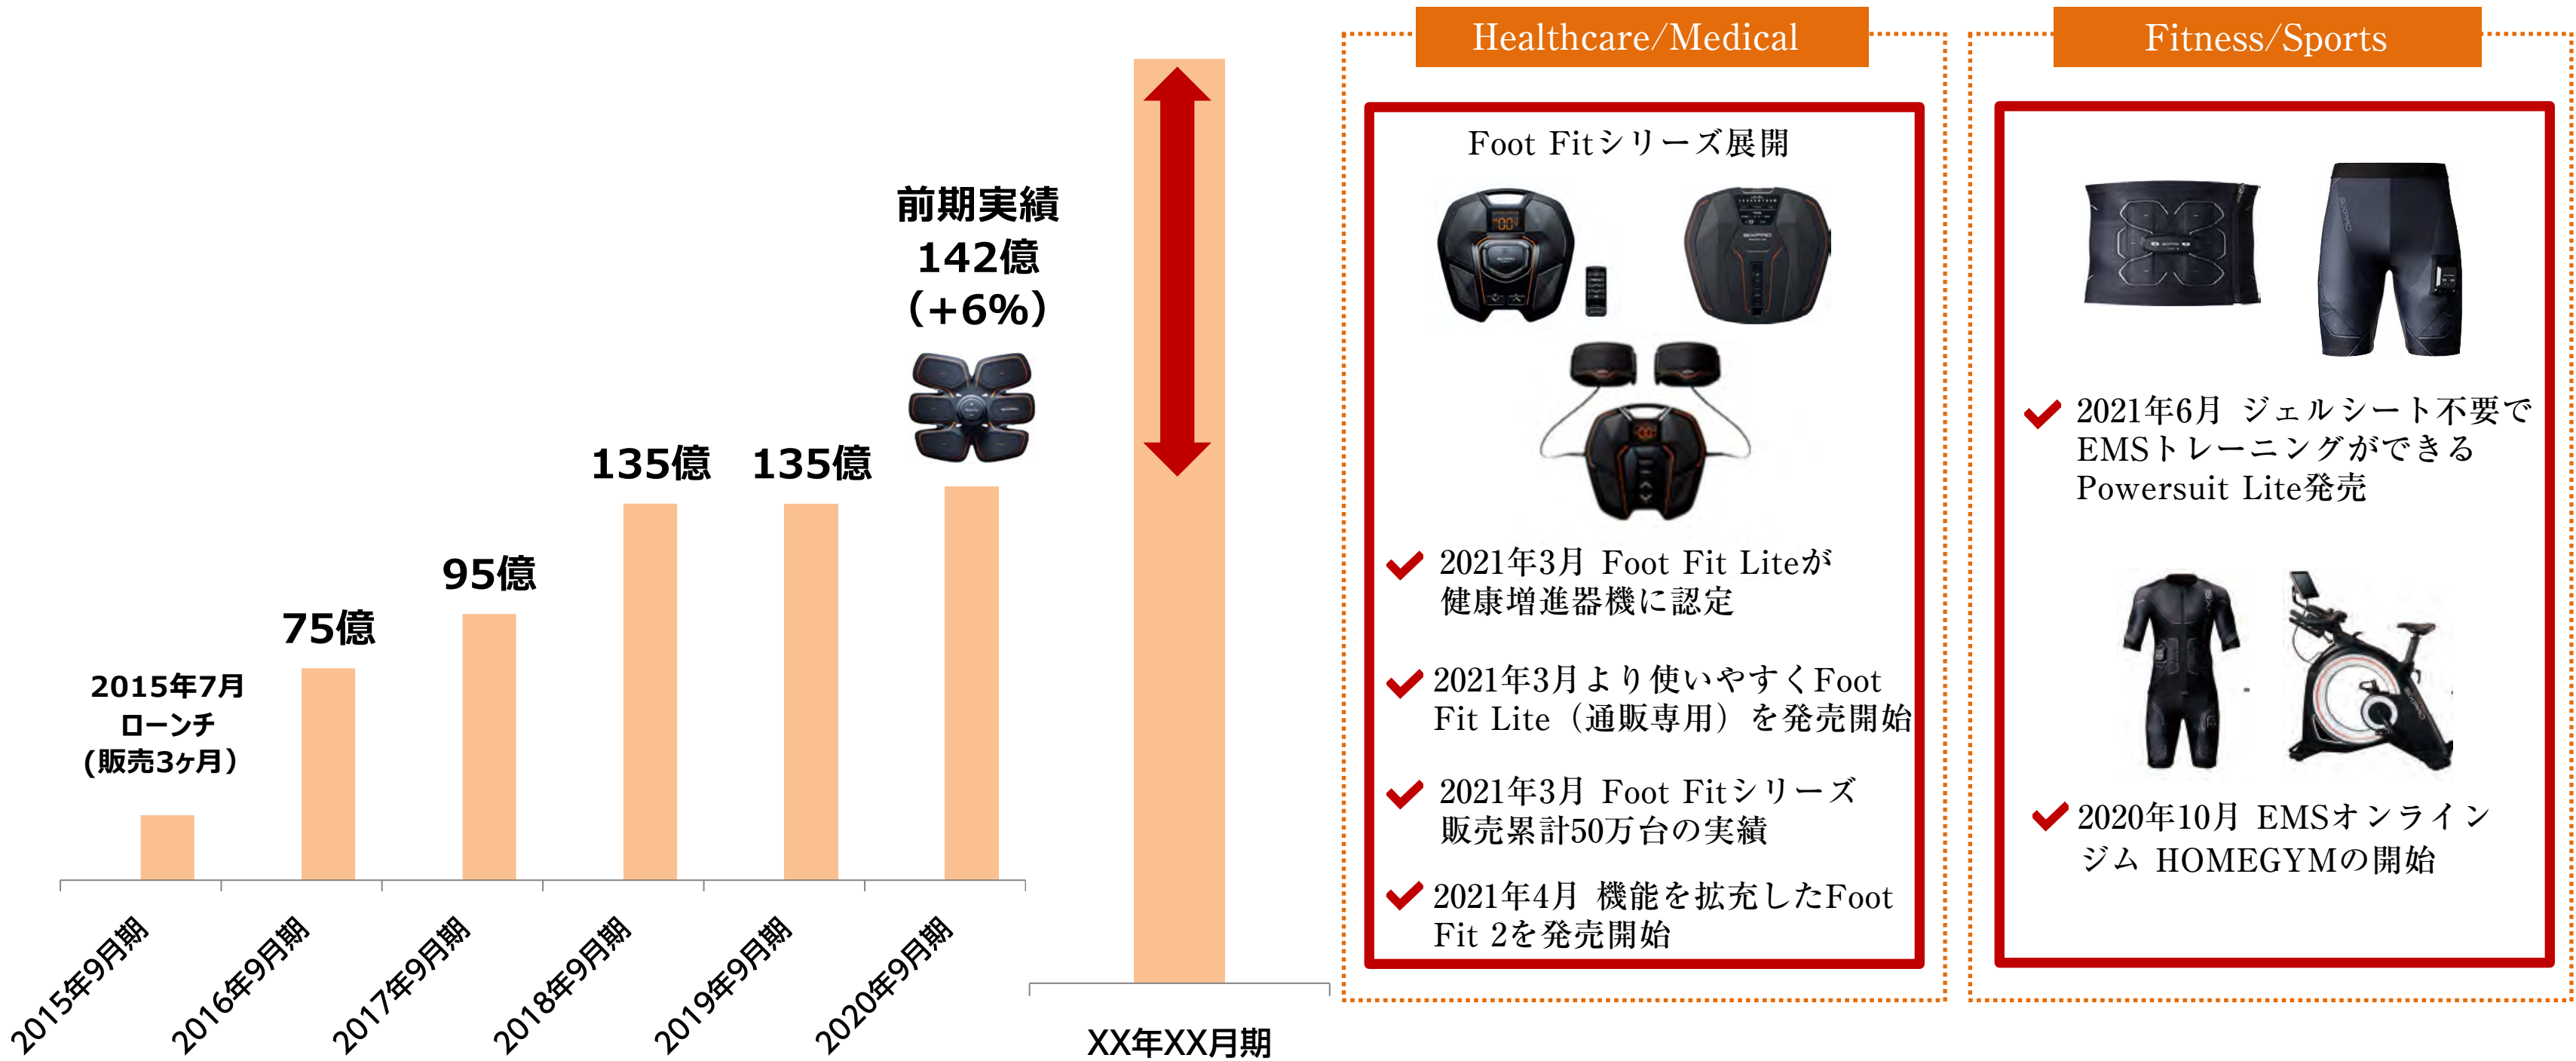 前期実績
142億
（+6%）
135億
135億
95億
75億
2015年7月
ローンチ
(販売3ヶ月）
2015年9月期
2016年9月期
2017年9月期
2018年9月期
2019年9月期
2020年9月期
XX年XX月期
Healthcare/Medical
Foot Fitシリーズ展開
2021年3月 Foot Fit Liteが
健康増進器機に認定
2021年3月より使いやすくFoot
Fit Lite（通販専用）を発売開始
2021年3月 Foot Fitシリーズ
販売累計50万台の実績
2021年4月 機能を拡充したFoot
Fit 2を発売開始
Fitness/Sports
SIXPAD
2021年6月 ジェルシート不要で
EMSトレーニングができる
Powersuit Lite発売
2020年10月 EMSオンライン
ジム HOMEGYMの開始